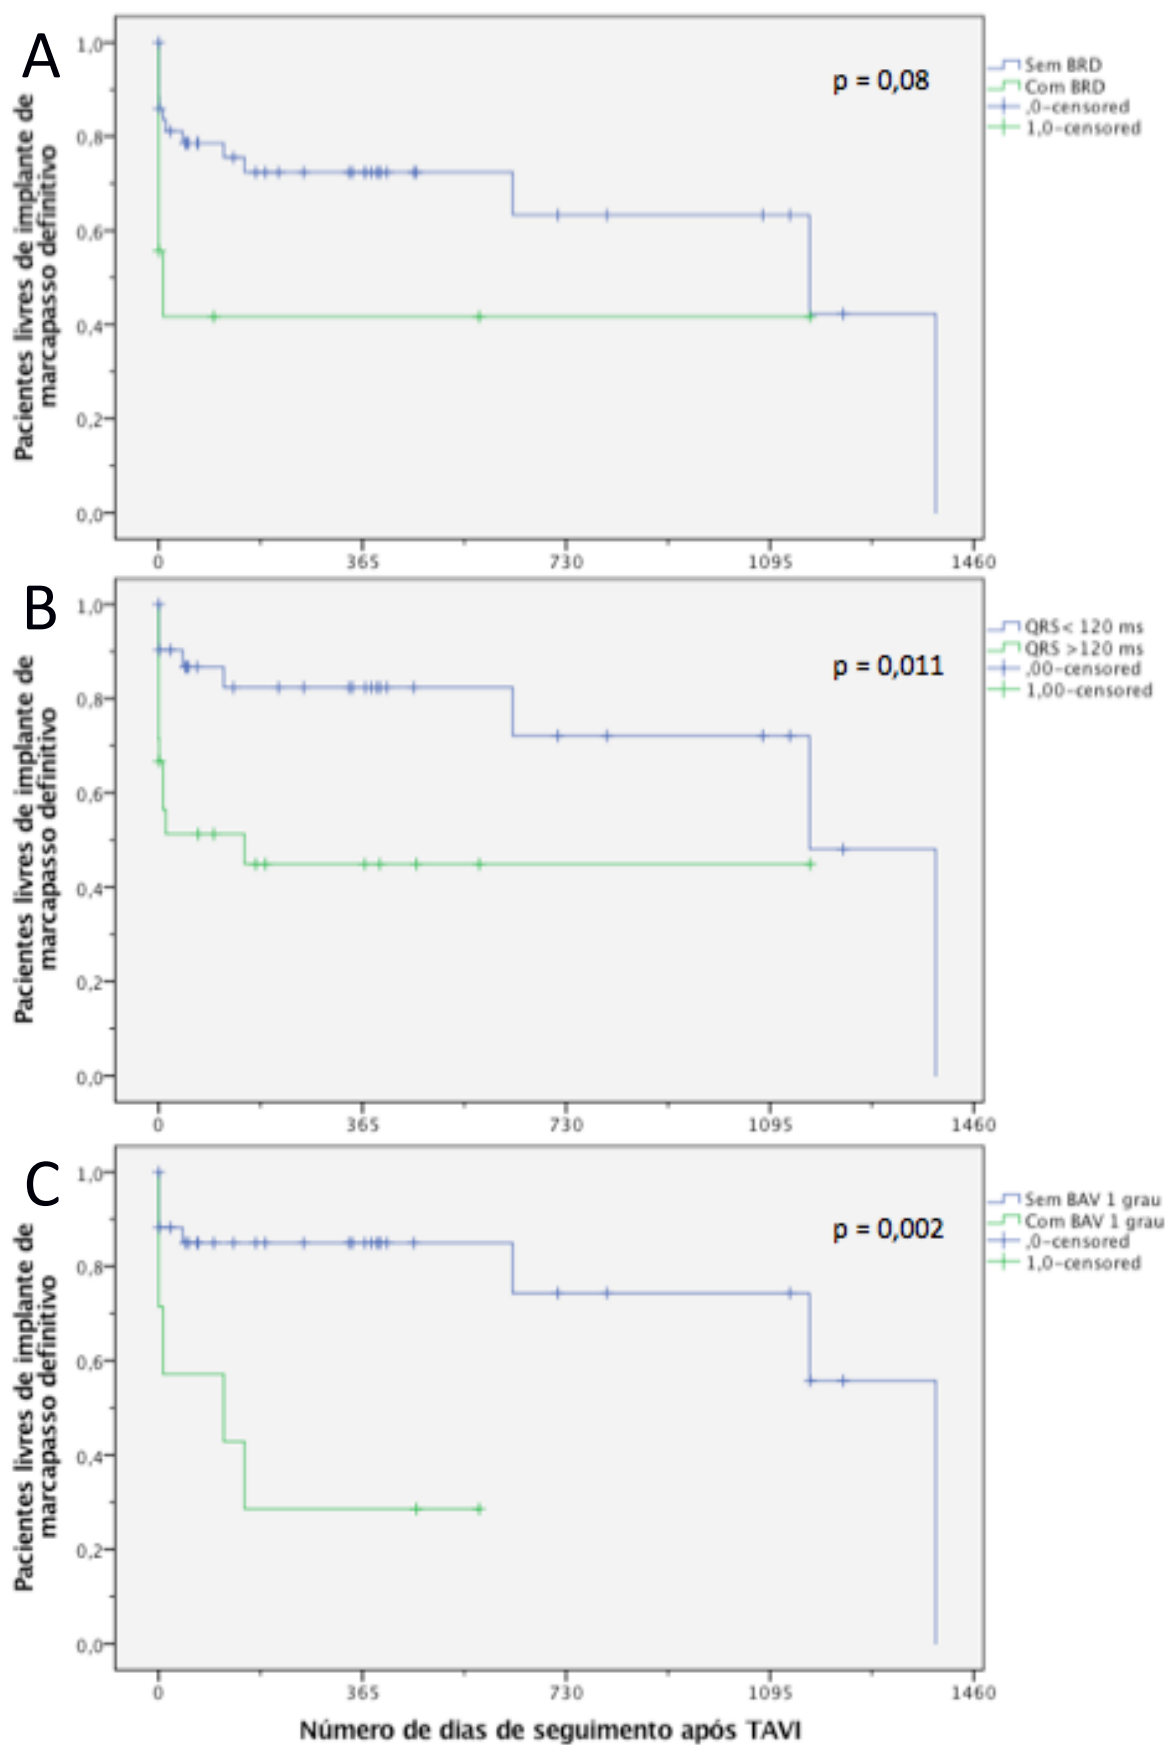 A
Pacientes livres de implante de
marcapasso definitivo
1,0
0,8
0,6
0,4
0,2
0,0
p = 0,08
Sem BRD
Com BRD
,0-censored
1,0-censored
0 365 730 1095 1460
B
Pacientes livres de implante de
marcapasso definitivo
1,0
0,8
0,6
0,4
0,2
0,0
p = 0,011
QRS< 120 ms
QRS >120 ms
,00-censored
1,00-censored
0 365 730 1095 1460
C
Pacientes livres de implante de
marcapasso definitivo
1,0
0,8
0,6
0,4
0,2
0,0
p = 0,002
Sem BAV 1 grau
Com BAV 1 grau
,0-censored
1,0-censored
0 365 730 1095 1460
Número de dias de seguimento após TAVI